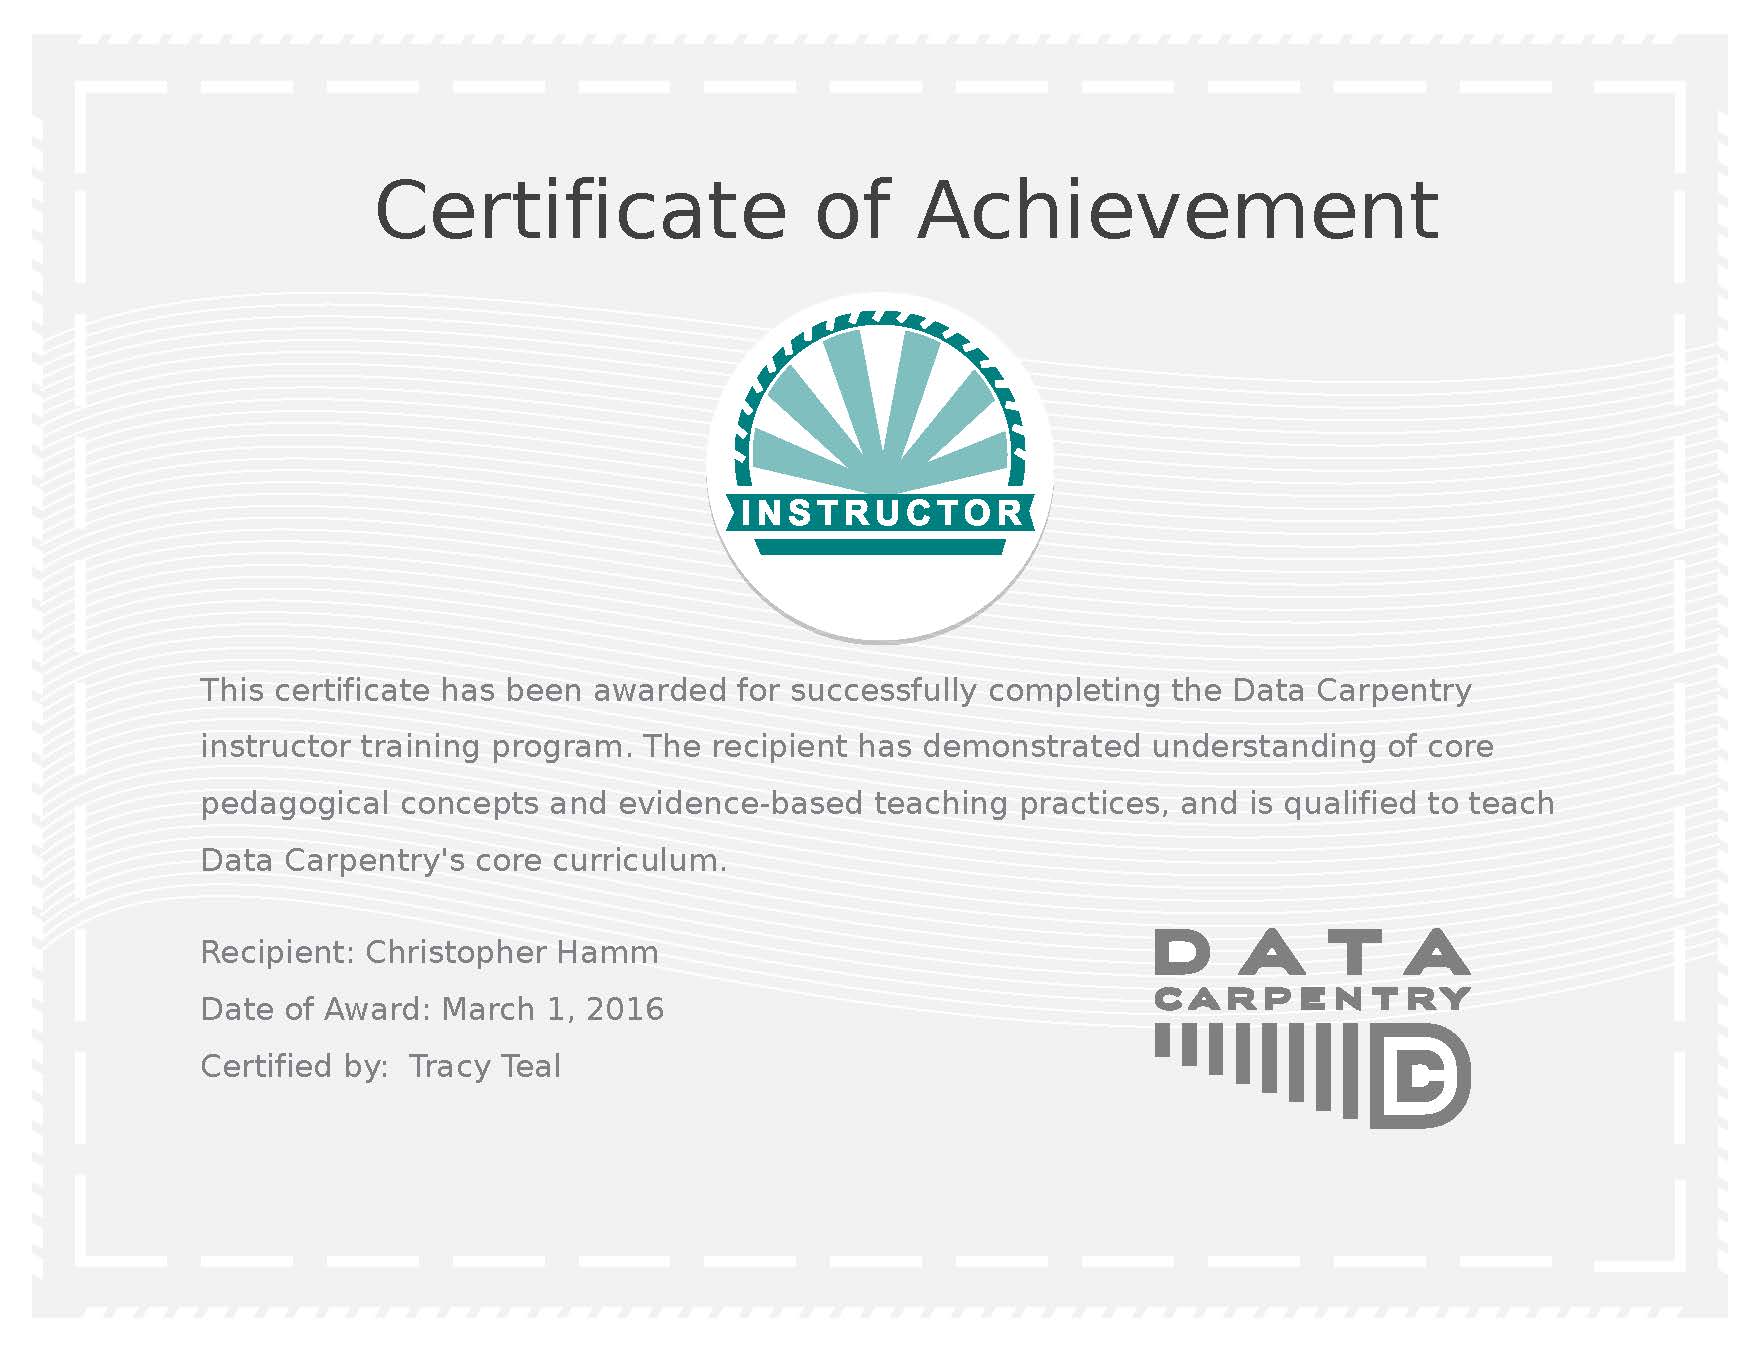 Certificate of Achievement
INSTRUCTOR
This certificate has been awarded for successfully completing the Data Carpentry
instructor training program. The recipient has demonstrated understanding of core
pedagogical concepts and evidence-based teaching practices, and is qualified to teach
Data Carpentry's core curriculum.
Recipient: Christopher Hamm
Date of Award: March 1, 2016
Certified by:  Tracy Teal
DATA
CARPENTRY
DC